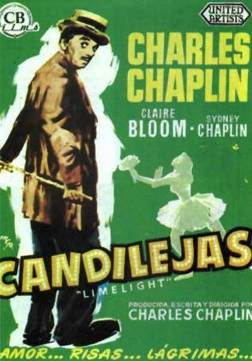 CB
films
UNITED
ARTISTS
CHARLES
CHAPLIN
CLAIRE
BLOOM
SYDNEY
CHAPLIN
CANDILEJAS
"LIMELIGHT"
PRODUCIDA, ESCRITA Y DIRIGIDA POR
CHARLES CHAPLIN
AMOR... RISAS... LÁGRIMAS